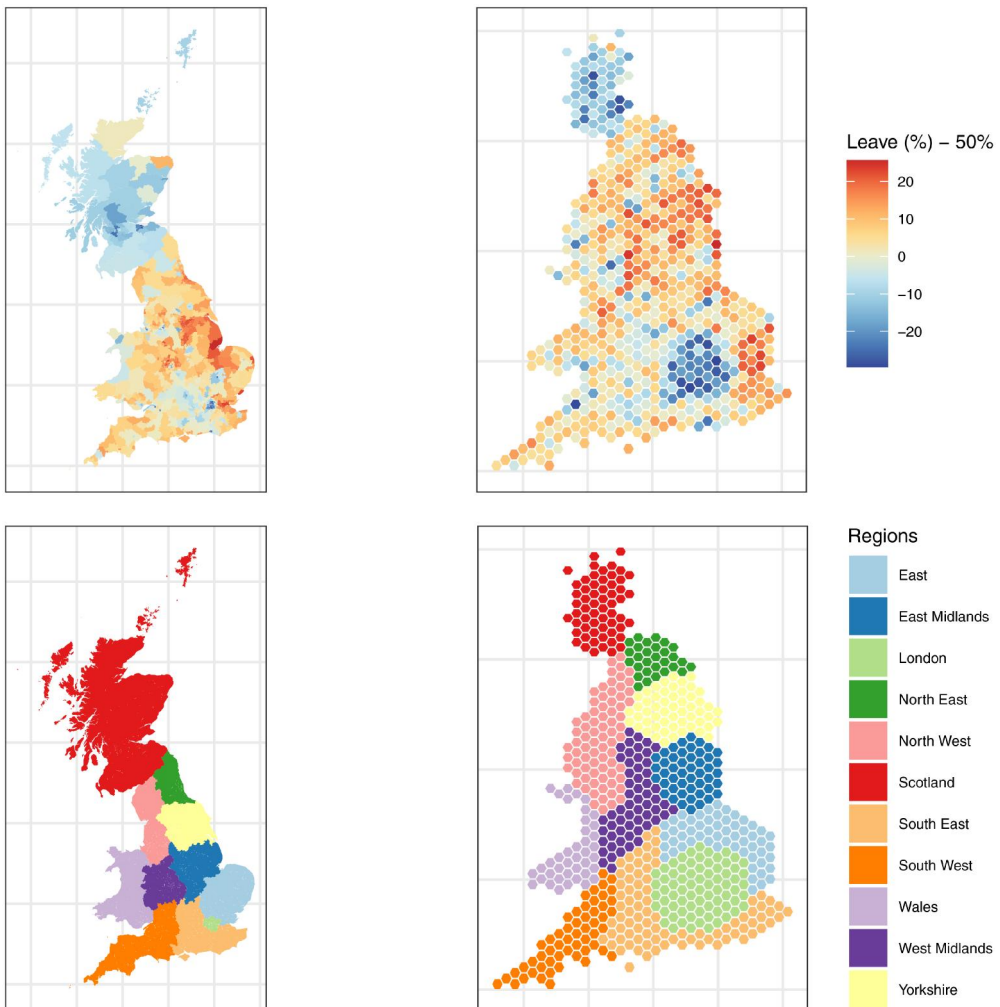 Leave (%) − 50%
20
10
0
−10
−20
Regions
East
East Midlands
London
North East
North West
Scotland
South East
South West
Wales
West Midlands
Yorkshire